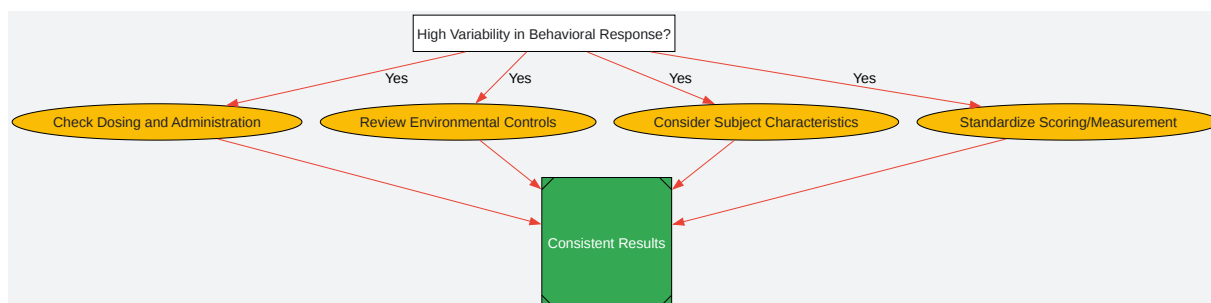 High Variability in Behavioral Response?
Yes
Yes
Yes
Yes
Check Dosing and Administration
Review Environmental Controls
Consider Subject Characteristics
Standardize Scoring/Measurement
Consistent Results